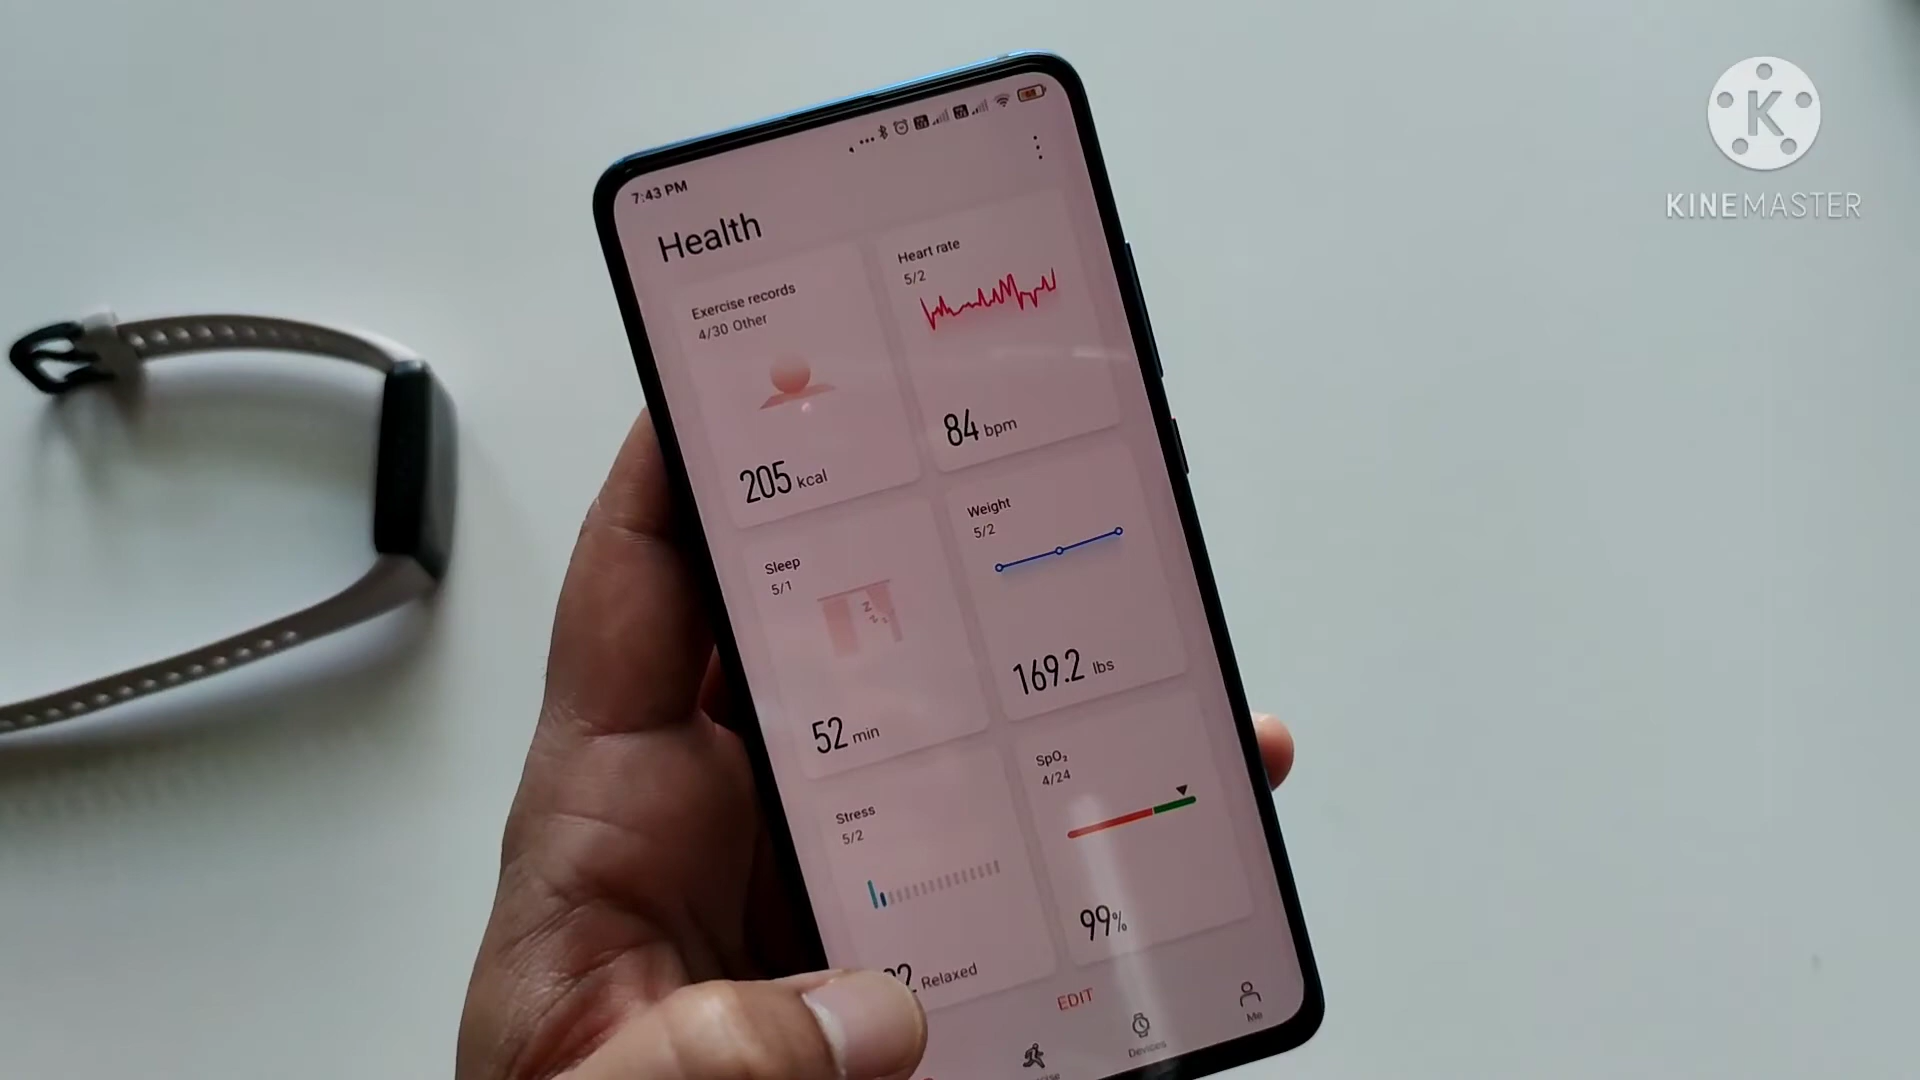 7:43 PM
Health
Exercise records
4/30 Other
205 kcal
Heart rate
5/2
84 bpm
Sleep
5/1
z
z
z
52 min
Weight
5/2
169.2 lbs
Stress
5/2
Relaxed
SpO₂
4/24
99%
EDIT
Devices
Me
K
KINEMASTER